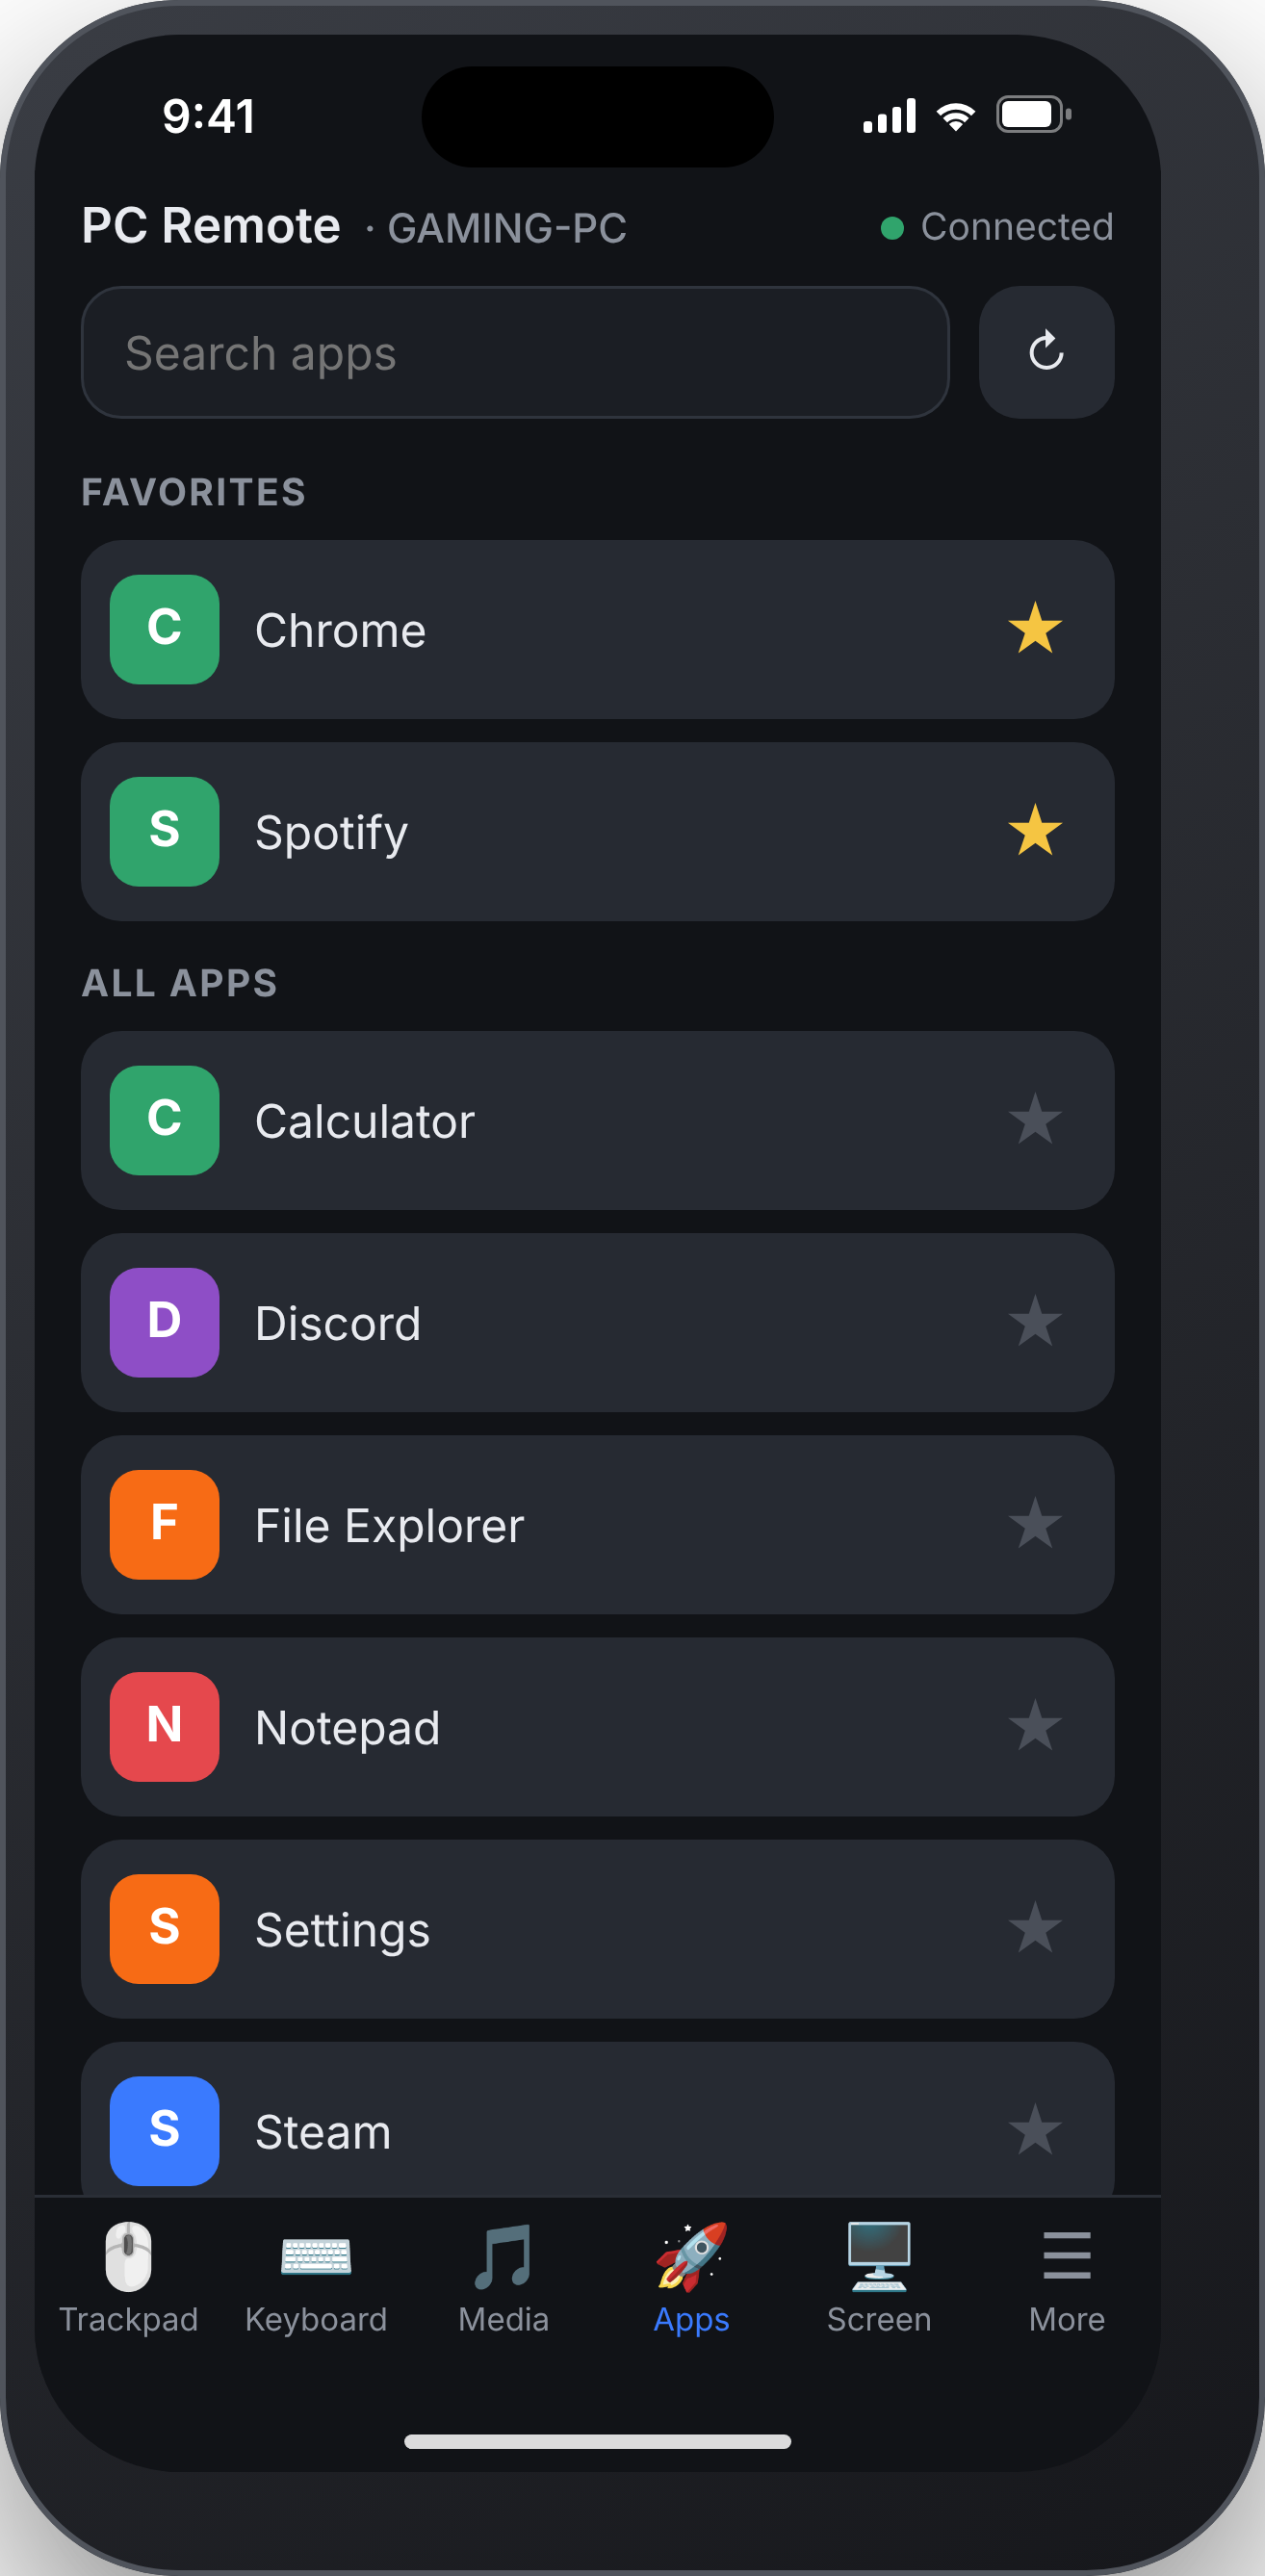 9:41
PC Remote · GAMING-PC
Connected
Search apps
FAVORITES
C Chrome
S Spotify
ALL APPS
C Calculator
D Discord
F File Explorer
N Notepad
S Settings
S Steam
Trackpad Keyboard Media Apps Screen More